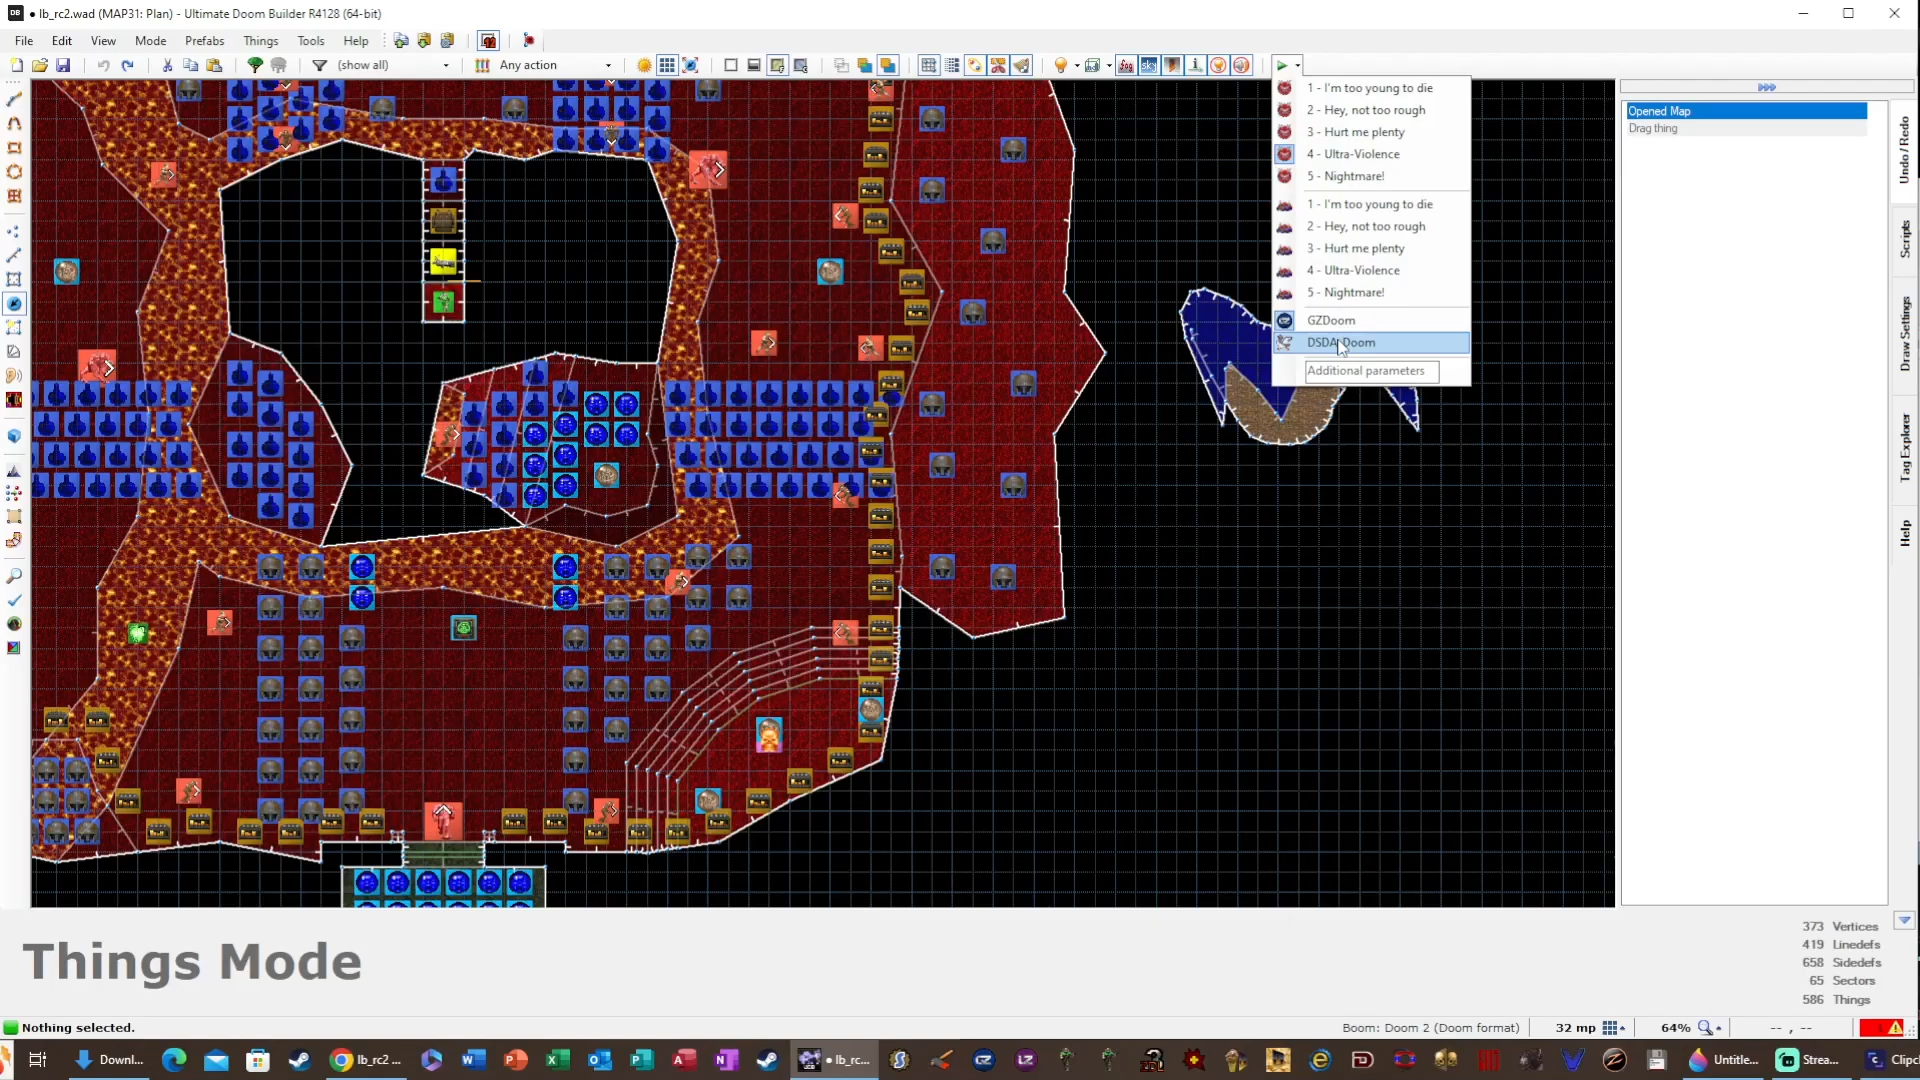 lb_rc2.wad (MAP31: Plan) - Ultimate Doom Builder R4128 (64-bit)
File Edit View Mode Prefabs Things Tools Help
(show all) Any action
1 - I'm too young to die
2 - Hey, not too rough
3 - Hurt me plenty
4 - Ultra-Violence
5 - Nightmare!
1 - I'm too young to die
2 - Hey, not too rough
3 - Hurt me plenty
4 - Ultra-Violence
5 - Nightmare!
GZDoom
DSDA-Doom
Additional parameters
Opened Map
Drag thing
Undo / Redo
Scripts
Draw Settings
Tag Explorer
Help
Things Mode
373 Vertices
419 Linedefs
658 Sidedefs
65 Sectors
586 Things
Nothing selected.
Boom: Doom 2 (Doom format) 32 mp 64% -- , --
Downl... lb_rc2 ... lb_rc... Untitle... Strea... Clipcl